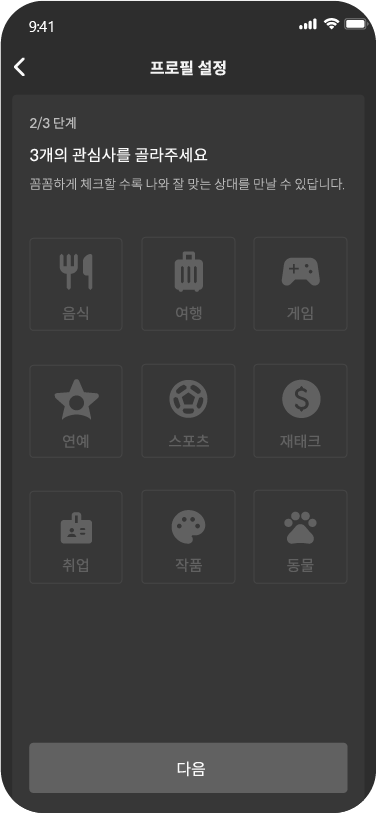 9:41
프로필 설정
2/3 단계
3개의 관심사를 골라주세요
꼼꼼하게 체크할 수록 나와 잘 맞는 상대를 만날 수 있답니다.
음식 여행 게임
연예 스포츠 재태크
취업 작품 동물
다음